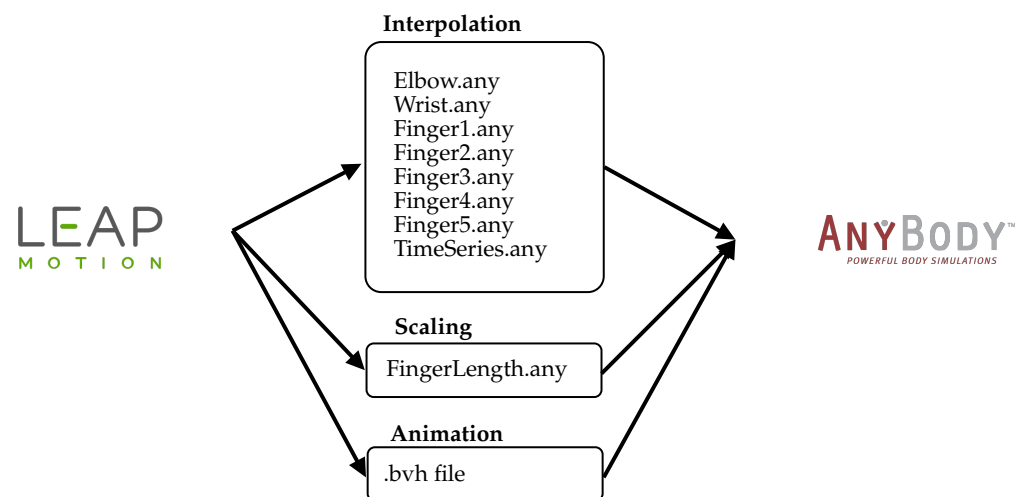 Interpolation
Elbow.any
Wrist.any
Finger1.any
Finger2.any
Finger3.any
Finger4.any
Finger5.any
TimeSeries.any
LEAP
MOTION
ANYBODY™
POWERFUL BODY SIMULATIONS
Scaling
FingerLength.any
Animation
.bvh file